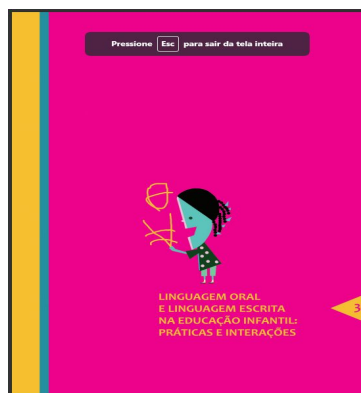 Pressione Esc para sair da tela inteira
LINGUAGEM ORAL
E LINGUAGEM ESCRITA
NA EDUCAÇÃO INFANTIL:
PRÁTICAS E INTERAÇÕES
3